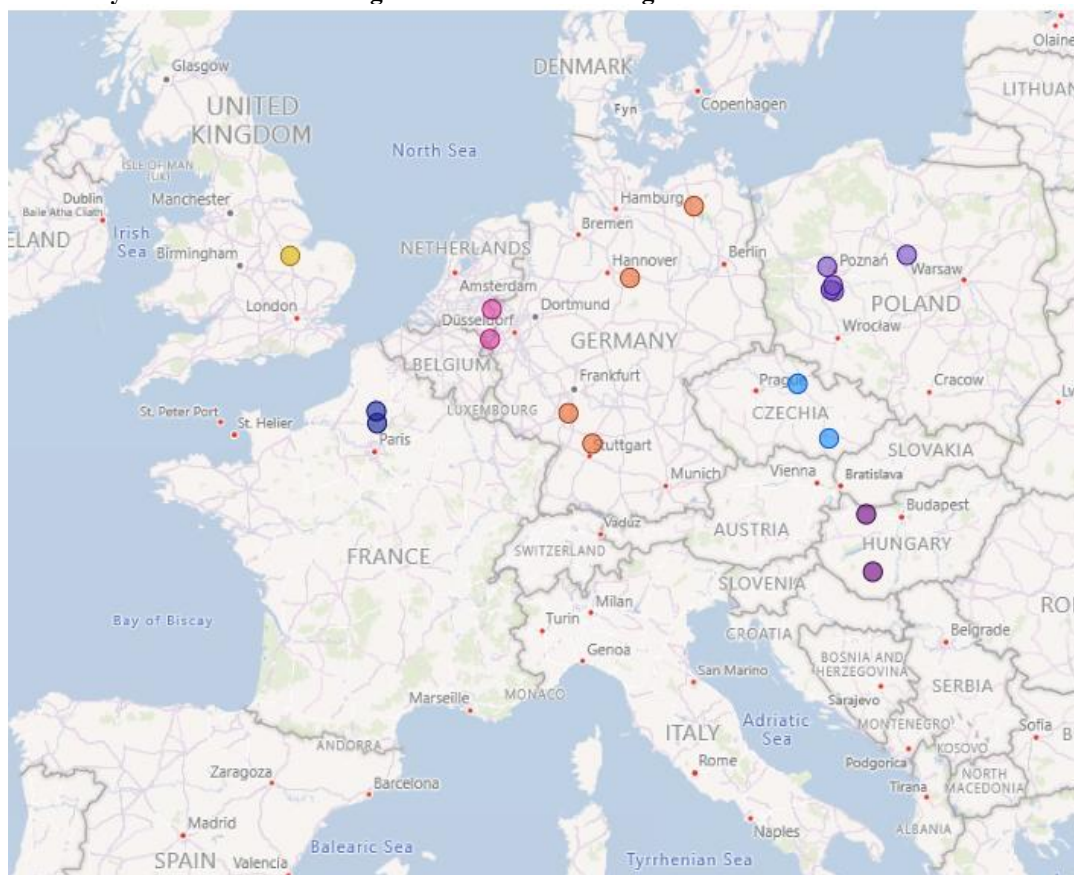 Glasgow
UNITED
KINGDOM
DENMARK
Fyn
Copenhagen
Olaine
LITHUAN
North Sea
ISLE OF MAN
(UK)
Dublin
Baile Átha Cliath
Irish
Sea
ELAND
Manchester
Birmingham
London
Hamburg
Bremen
NETHERLANDS
Amsterdam
Hannover
Berlin
Poznań
Warsaw
POLAND
Dortmund
Düsseldorf
GERMANY
Wrocław
BELGIUM
Frankfurt
Prague
CZECHIA
Cracow
Lv
LUXEMBOURG
St. Peter Port
St. Helier
Paris
Stuttgart
SLOVAKIA
Munich
Vienna
Bratislava
Budapest
Vaduz
AUSTRIA
HUNGARY
FRANCE
SWITZERLAND
SLOVENIA
RO
Bay of Biscay
Milan
Turin
CROATIA
Belgrade
Genoa
BOSNIA AND
HERZEGOVINA
San Marino
SERBIA
Marseille
MONACO
Sarajevo
ITALY
Adriatic
Sea
MONTENEGRO
Sofia
B
ANDORRA
KOSOVO
Zaragoza
Barcelona
Rome
Podgorica
NORTH
MACEDONIA
Tirana
Madrid
Naples
ALBANIA
SPAIN
Valencia
Balearic Sea
Tyrrhenian Sea